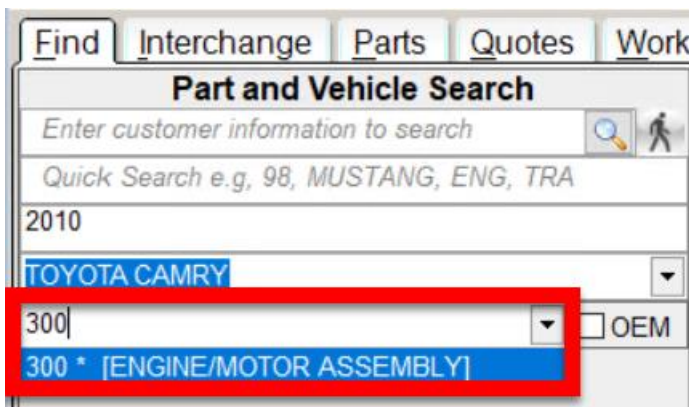 Find Interchange Parts Quotes Work
Part and Vehicle Search
Enter customer information to search
Quick Search e.g, 98, MUSTANG, ENG, TRA
2010
TOYOTA CAMRY
300 OEM
300 * [ENGINE/MOTOR ASSEMBLY]